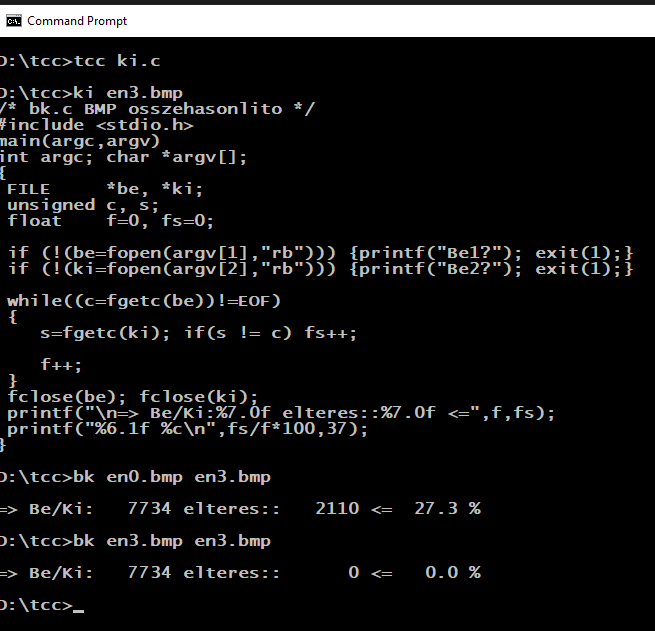 Command Prompt
D:\tcc>tcc ki.c
D:\tcc>ki en3.bmp
/* bk.c BMP osszehasonlito */
#include <stdio.h>
main(argc,argv)
int argc; char *argv[];
{
FILE     *be, *ki;
unsigned c, s;
float    f=0, fs=0;
if (!(be=fopen(argv[1],"rb"))) {printf("Be1?"); exit(1);}
if (!(ki=fopen(argv[2],"rb"))) {printf("Be2?"); exit(1);}
while((c=fgetc(be))!=EOF)
{
s=fgetc(ki); if(s != c) fs++;
f++;
}
fclose(be); fclose(ki);
printf("\n=> Be/Ki:%7.0f elteres::%7.0f <=",f,fs);
printf("%6.1f %c\n",fs/f*100,37);
}
D:\tcc>bk en0.bmp en3.bmp
=> Be/Ki:   7734 elteres::   2110 <=  27.3 %
D:\tcc>bk en3.bmp en3.bmp
=> Be/Ki:   7734 elteres::      0 <=   0.0 %
D:\tcc>_